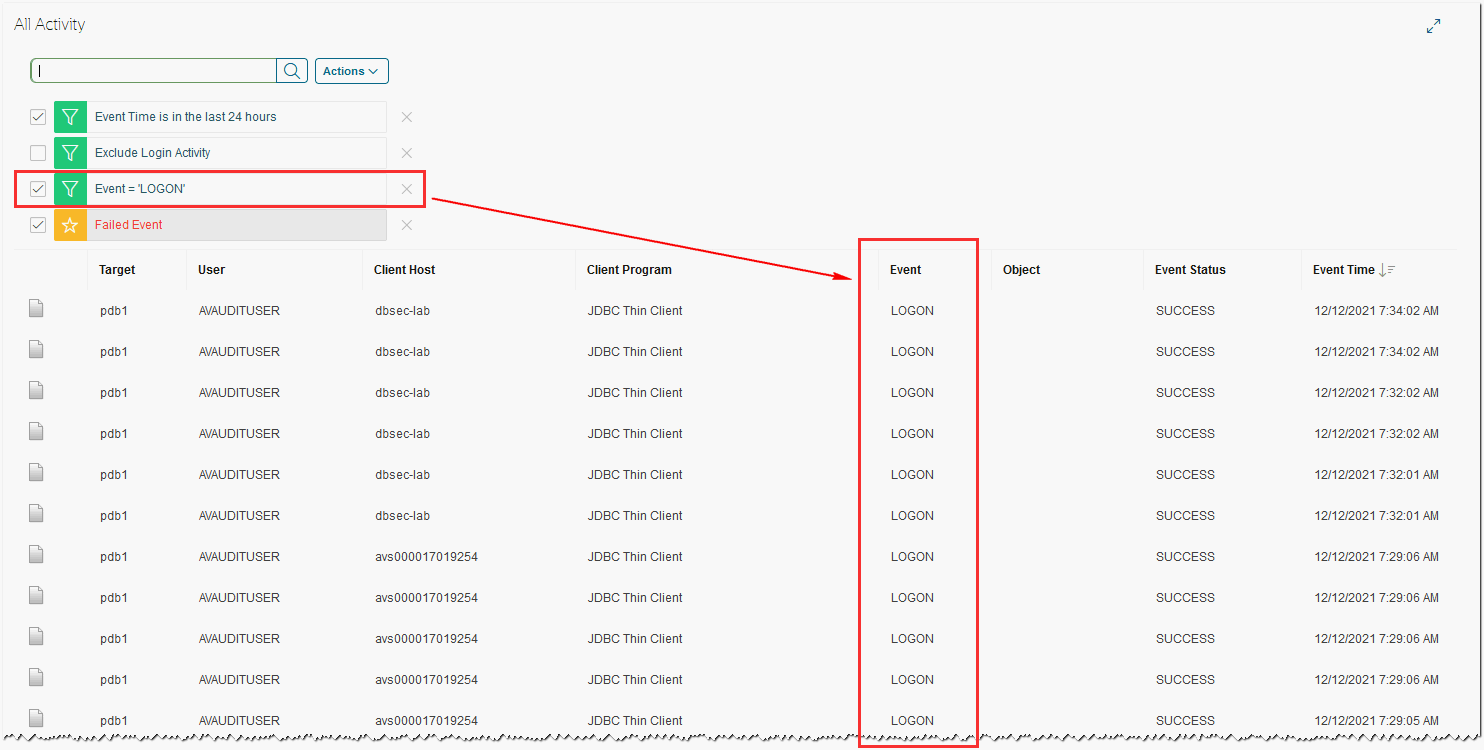 All Activity
Actions
Event Time is in the last 24 hours
Exclude Login Activity
Event = 'LOGON'
Failed Event
Target User Client Host Client Program Event Object Event Status Event Time
pdb1 AVAUDITUSER dbsec-lab JDBC Thin Client LOGON SUCCESS 12/12/2021 7:34:02 AM
pdb1 AVAUDITUSER dbsec-lab JDBC Thin Client LOGON SUCCESS 12/12/2021 7:34:02 AM
pdb1 AVAUDITUSER dbsec-lab JDBC Thin Client LOGON SUCCESS 12/12/2021 7:32:02 AM
pdb1 AVAUDITUSER dbsec-lab JDBC Thin Client LOGON SUCCESS 12/12/2021 7:32:02 AM
pdb1 AVAUDITUSER dbsec-lab JDBC Thin Client LOGON SUCCESS 12/12/2021 7:32:01 AM
pdb1 AVAUDITUSER dbsec-lab JDBC Thin Client LOGON SUCCESS 12/12/2021 7:32:01 AM
pdb1 AVAUDITUSER avs000017019254 JDBC Thin Client LOGON SUCCESS 12/12/2021 7:29:06 AM
pdb1 AVAUDITUSER avs000017019254 JDBC Thin Client LOGON SUCCESS 12/12/2021 7:29:06 AM
pdb1 AVAUDITUSER avs000017019254 JDBC Thin Client LOGON SUCCESS 12/12/2021 7:29:06 AM
pdb1 AVAUDITUSER avs000017019254 JDBC Thin Client LOGON SUCCESS 12/12/2021 7:29:06 AM
pdb1 AVAUDITUSER avs000017019254 JDBC Thin Client LOGON SUCCESS 12/12/2021 7:29:05 AM